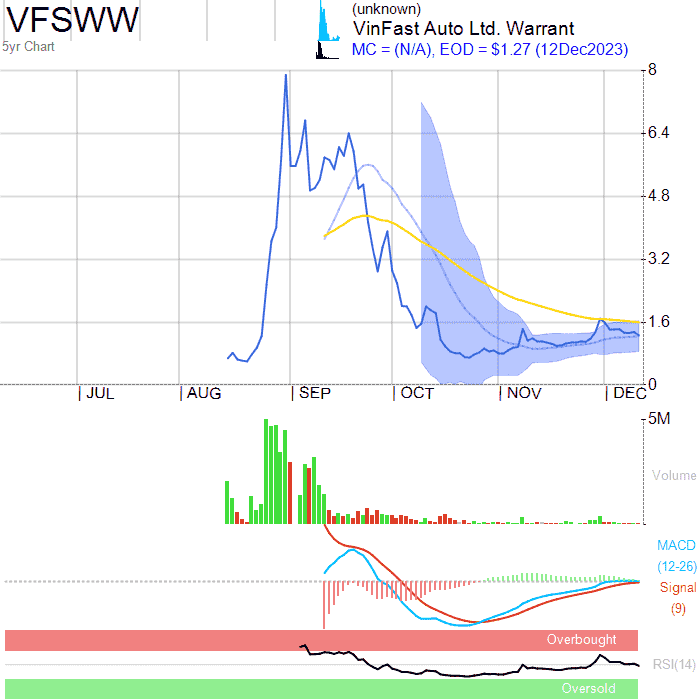 VFSWW
5yr Chart
(unknown)
VinFast Auto Ltd. Warrant
MC = (N/A), EOD = $1.27 (12Dec2023)
8
6.4
4.8
3.2
1.6
0
| JUL | AUG | SEP | OCT | NOV | DEC
5M
Volume
MACD
(12-26)
Signal
(9)
Overbought
RSI(14)
Oversold